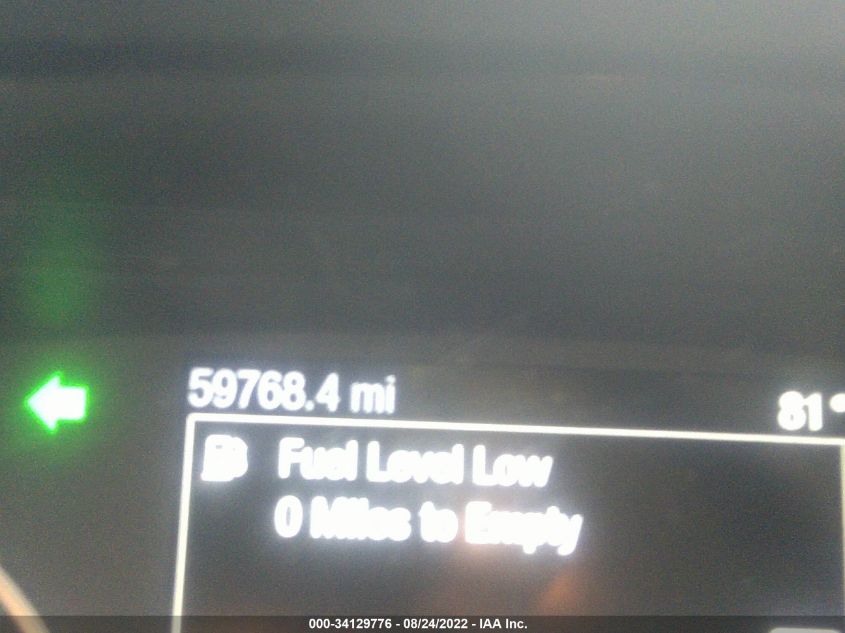 59768.4 mi 81°
Fuel Level Low
0 Miles to Empty
000-34129776 - 08/24/2022 - IAA Inc.